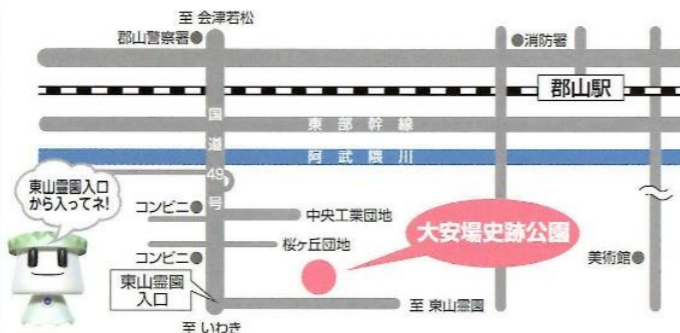 至 会津若松
郡山警察署
消防署
郡山駅
東部幹線
阿武隈川
国道49号
東山霊園入口
から入ってネ!
コンビニ
中央工業団地
桜ヶ丘団地
大安場史跡公園
コンビニ
美術館
東山霊園
入口
至 東山霊園
至 いわき